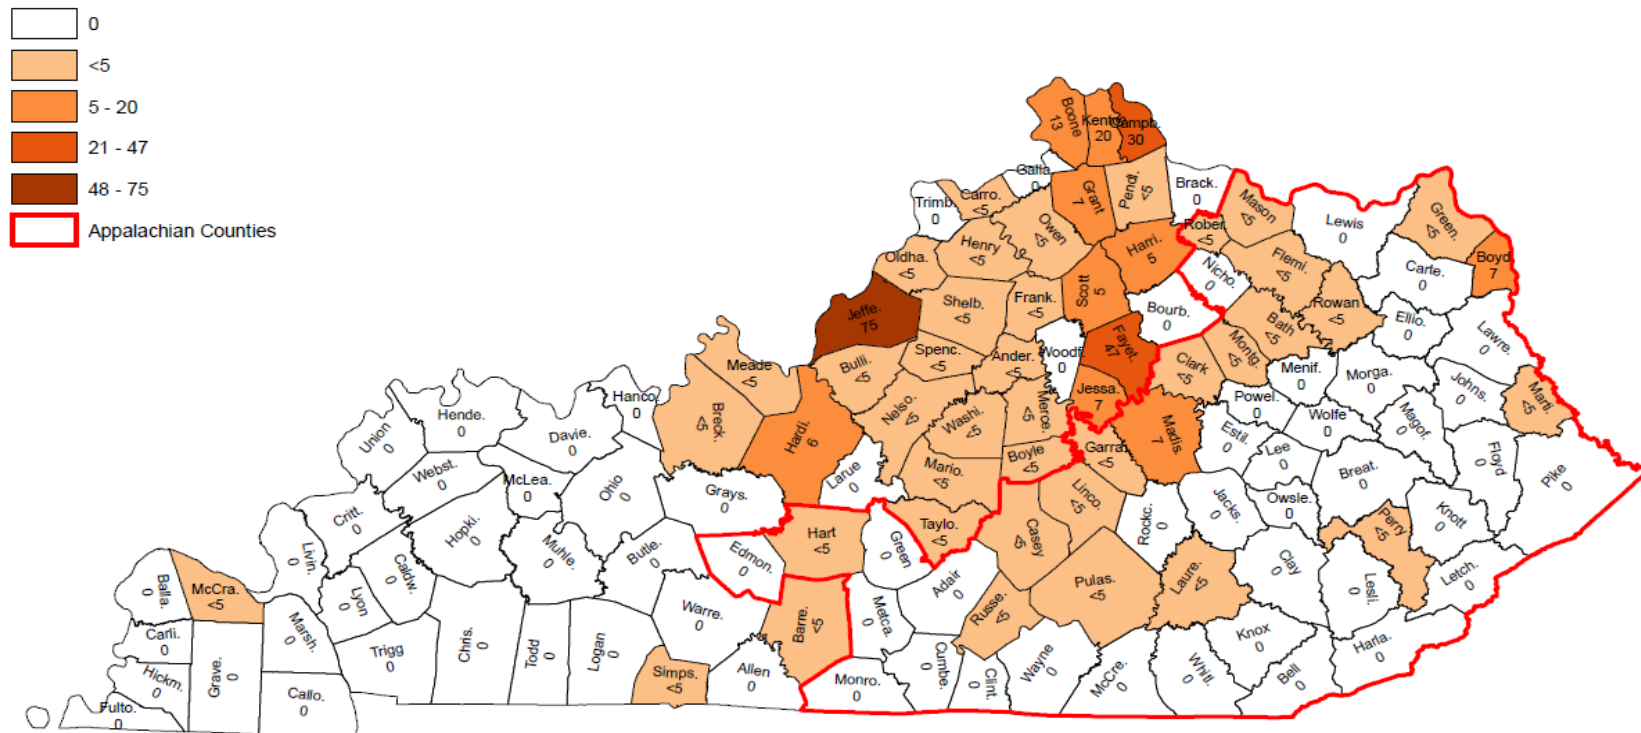 0
<5
5 - 20
21 - 47
48 - 75
Appalachian Counties
Boone
13
Kento.
20
Campb.
30
Galla.
0
Carro.
<5
Trimb.
0
Grant
7
Pendl.
<5
Brack.
0
Mason
<5
Lewis
0
Green.
<5
Boyd
7
Rober.
<5
Owen
<5
Henry
<5
Oldha.
<5
Harri.
5
Nicho.
0
Flemi.
<5
Carte.
0
Scott
5
Rowan
<5
Jeffe.
75
Shelb.
<5
Frank.
<5
Bourb.
0
Bath
<5
Ellio.
0
Lawre.
0
Fayet.
47
Woodf.
0
Montg.
<5
Meade
<5
Bulli.
<5
Spenc.
<5
Ander.
<5
Clark
<5
Menif.
0
Morga.
0
Johns.
0
Marti.
<5
Jessa.
7
Hanco.
0
Hende.
0
Union
0
Davie.
0
Breck.
<5
Hardi.
6
Nelso.
<5
Washi.
<5
Merce.
<5
Powel.
0
Wolfe
0
Magof.
0
Madis.
7
Estil.
0
Lee
0
Floyd
0
Pike
0
Webst.
0
McLea.
0
Ohio
0
Grays.
0
Larue
0
Mario.
<5
Boyle
<5
Garra.
<5
Breat.
0
Critt.
0
Hopki.
0
Linco.
<5
Rockc.
0
Jacks.
0
Owsle.
0
Knott
0
Perry
<5
Livin.
0
Caldw.
0
Muhle.
0
Butle.
0
Edmon.
0
Hart
<5
Green
0
Taylo.
<5
Casey
<5
Pulas.
<5
Laure.
<5
Clay
0
Lesli.
0
Letch.
0
Balla.
0
McCra.
<5
Lyon
0
Adair
0
Russe.
<5
Carli.
0
Marsh.
0
Trigg
0
Chris.
0
Todd
0
Logan
0
Warre.
0
Barre.
<5
Metca.
0
Knox
0
Harla.
0
Hickm.
0
Grave.
0
Callo.
0
Simps.
<5
Allen
0
Monro.
0
Cumbe.
0
Clint.
0
Wayne
0
McCre.
0
Whitl.
0
Bell
0
Fulto.
0